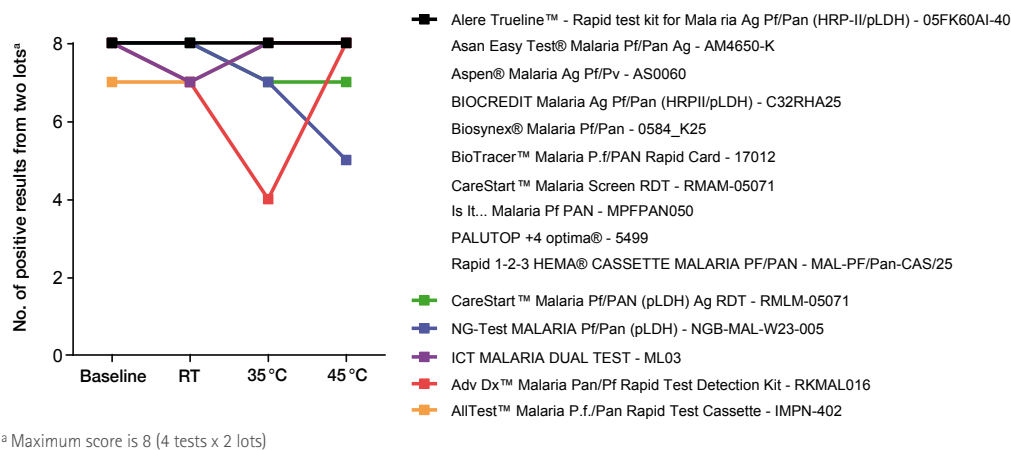 No. of positive results from two lotsᵃ
8
6
4
2
0
Baseline RT 35 °C 45 °C
Alere Trueline™ - Rapid test kit for Mala ria Ag Pf/Pan (HRP-II/pLDH) - 05FK60AI-40
Asan Easy Test® Malaria Pf/Pan Ag - AM4650-K
Aspen® Malaria Ag Pf/Pv - AS0060
BIOCREDIT Malaria Ag Pf/Pan (HRPII/pLDH) - C32RHA25
Biosynex® Malaria Pf/Pan - 0584_K25
BioTracer™ Malaria P.f/PAN Rapid Card - 17012
CareStart™ Malaria Screen RDT - RMAM-05071
Is It... Malaria Pf PAN - MPFPAN050
PALUTOP +4 optima® - 5499
Rapid 1-2-3 HEMA® CASSETTE MALARIA PF/PAN - MAL-PF/Pan-CAS/25
CareStart™ Malaria Pf/PAN (pLDH) Ag RDT - RMLM-05071
NG-Test MALARIA Pf/Pan (pLDH) - NGB-MAL-W23-005
ICT MALARIA DUAL TEST - ML03
Adv Dx™ Malaria Pan/Pf Rapid Test Detection Kit - RKMAL016
AllTest™ Malaria P.f./Pan Rapid Test Cassette - IMPN-402
ᵃ Maximum score is 8 (4 tests x 2 lots)